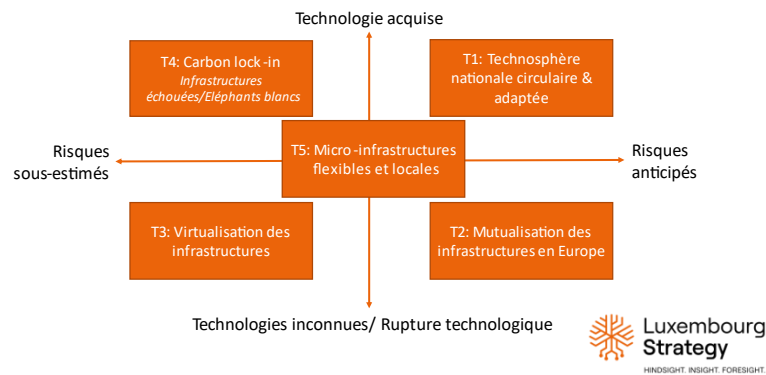 Technologie acquise
T4: Carbon lock-in
Infrastructures
échouées/Eléphants blancs
T1: Technosphère
nationale circulaire &
adaptée
Risques
sous-estimés
T5: Micro-infrastructures
flexibles et locales
Risques
anticipés
T3: Virtualisation des
infrastructures
T2: Mutualisation des
infrastructures en Europe
Technologies inconnues/ Rupture technologique
Luxembourg
Strategy
HINDSIGHT. INSIGHT. FORESIGHT.